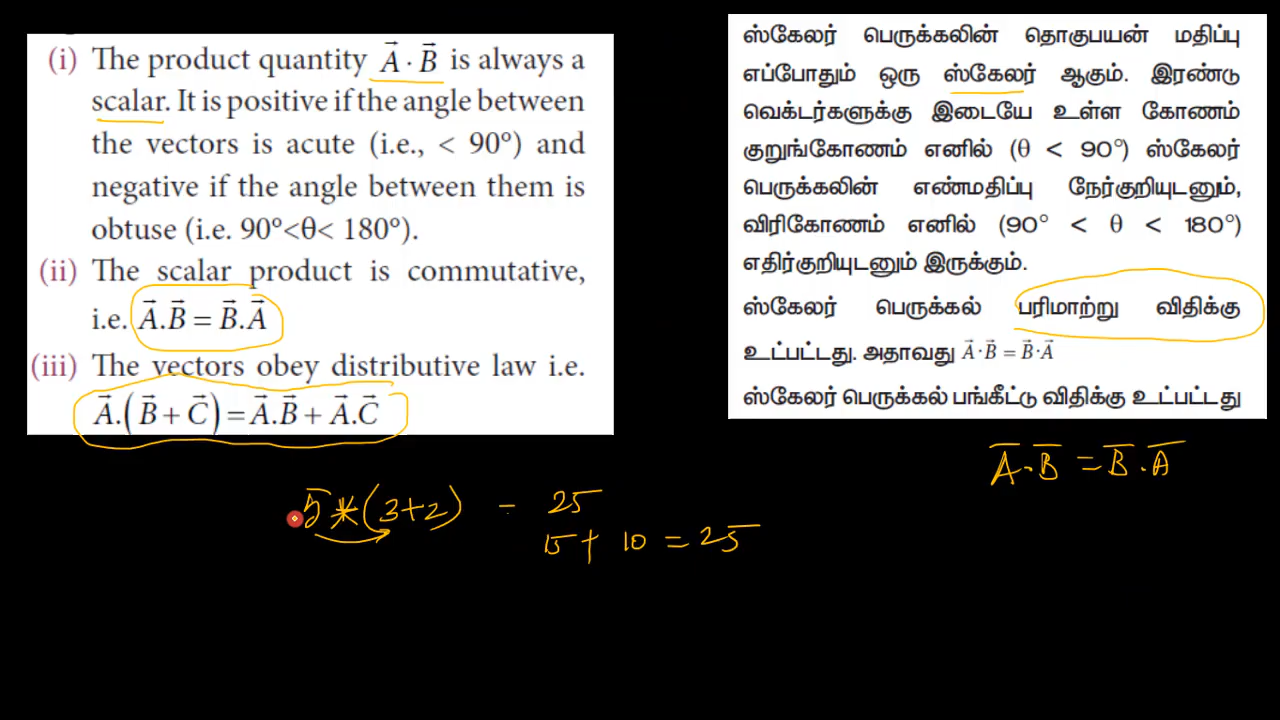 (i) The product quantity A⃗ · B⃗ is always a
scalar. It is positive if the angle between
the vectors is acute (i.e., < 90°) and
negative if the angle between them is
obtuse (i.e. 90°<θ< 180°).
(ii) The scalar product is commutative,
i.e. A⃗.B⃗ = B⃗.A⃗
(iii) The vectors obey distributive law i.e.
A⃗.(B⃗ + C⃗) = A⃗.B⃗ + A⃗.C⃗
ஸ்கேலர் பெருக்கலின் தொகுபயன் மதிப்பு
எப்போதும் ஒரு ஸ்கேலர் ஆகும். இரண்டு
வெக்டர்களுக்கு இடையே உள்ள கோணம்
குறுங்கோணம் எனில் (θ < 90°) ஸ்கேலர்
பெருக்கலின் எண்மதிப்பு நேர்குறியுடனும்,
விரிகோணம் எனில் (90° < θ < 180°)
எதிர்குறியுடனும் இருக்கும்.
ஸ்கேலர் பெருக்கல் பரிமாற்று விதிக்கு
உட்பட்டது. அதாவது A⃗·B⃗ = B⃗·A⃗
ஸ்கேலர் பெருக்கல் பங்கீட்டு விதிக்கு உட்பட்டது
A̅.B̅ = B̅.A̅
5*(3+2) = 25
15 + 10 = 25